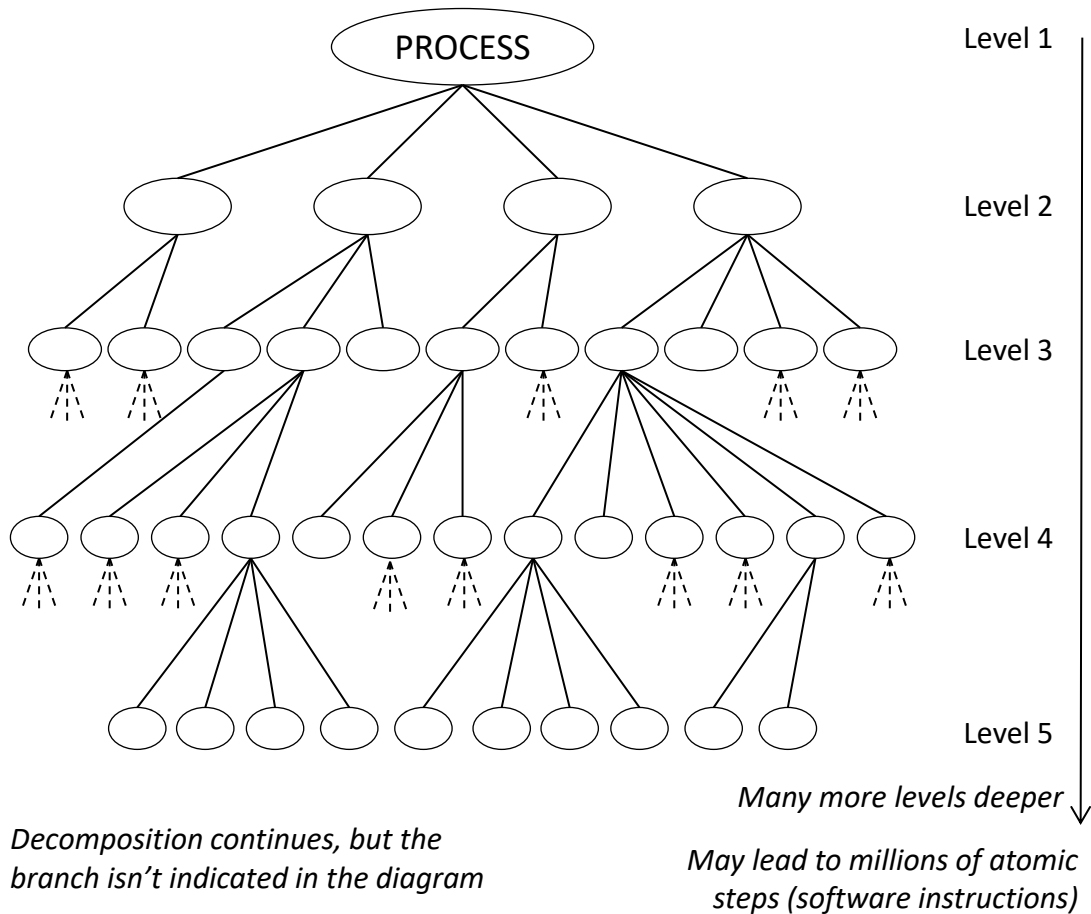 PROCESS
Level 1
Level 2
Level 3
Level 4
Level 5
Many more levels deeper
Decomposition continues, but the
branch isn’t indicated in the diagram
May lead to millions of atomic
steps (software instructions)